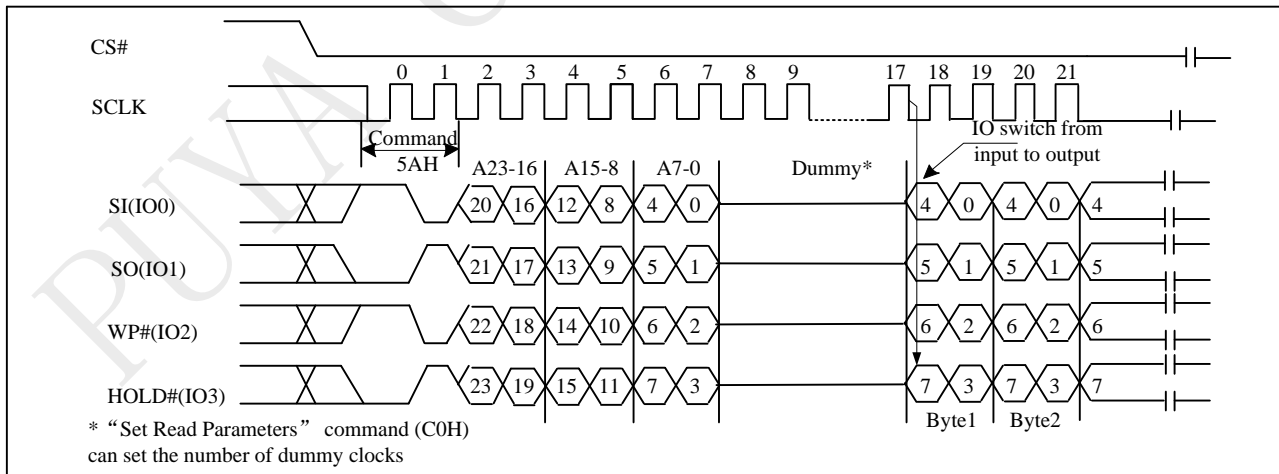 CS#
0 1 2 3 4 5 6 7 8 9 17 18 19 20 21
SCLK
Command
5AH
IO switch from
input to output
A23-16 A15-8 A7-0 Dummy*
SI(IO0) 20 16 12 8 4 0 4 0 4 0 4
SO(IO1) 21 17 13 9 5 1 5 1 5 1 5
WP#(IO2) 22 18 14 10 6 2 6 2 6 2 6
HOLD#(IO3) 23 19 15 11 7 3 7 3 7 3 7
Byte1 Byte2
* “Set Read Parameters” command (C0H)
can set the number of dummy clocks
PUYA